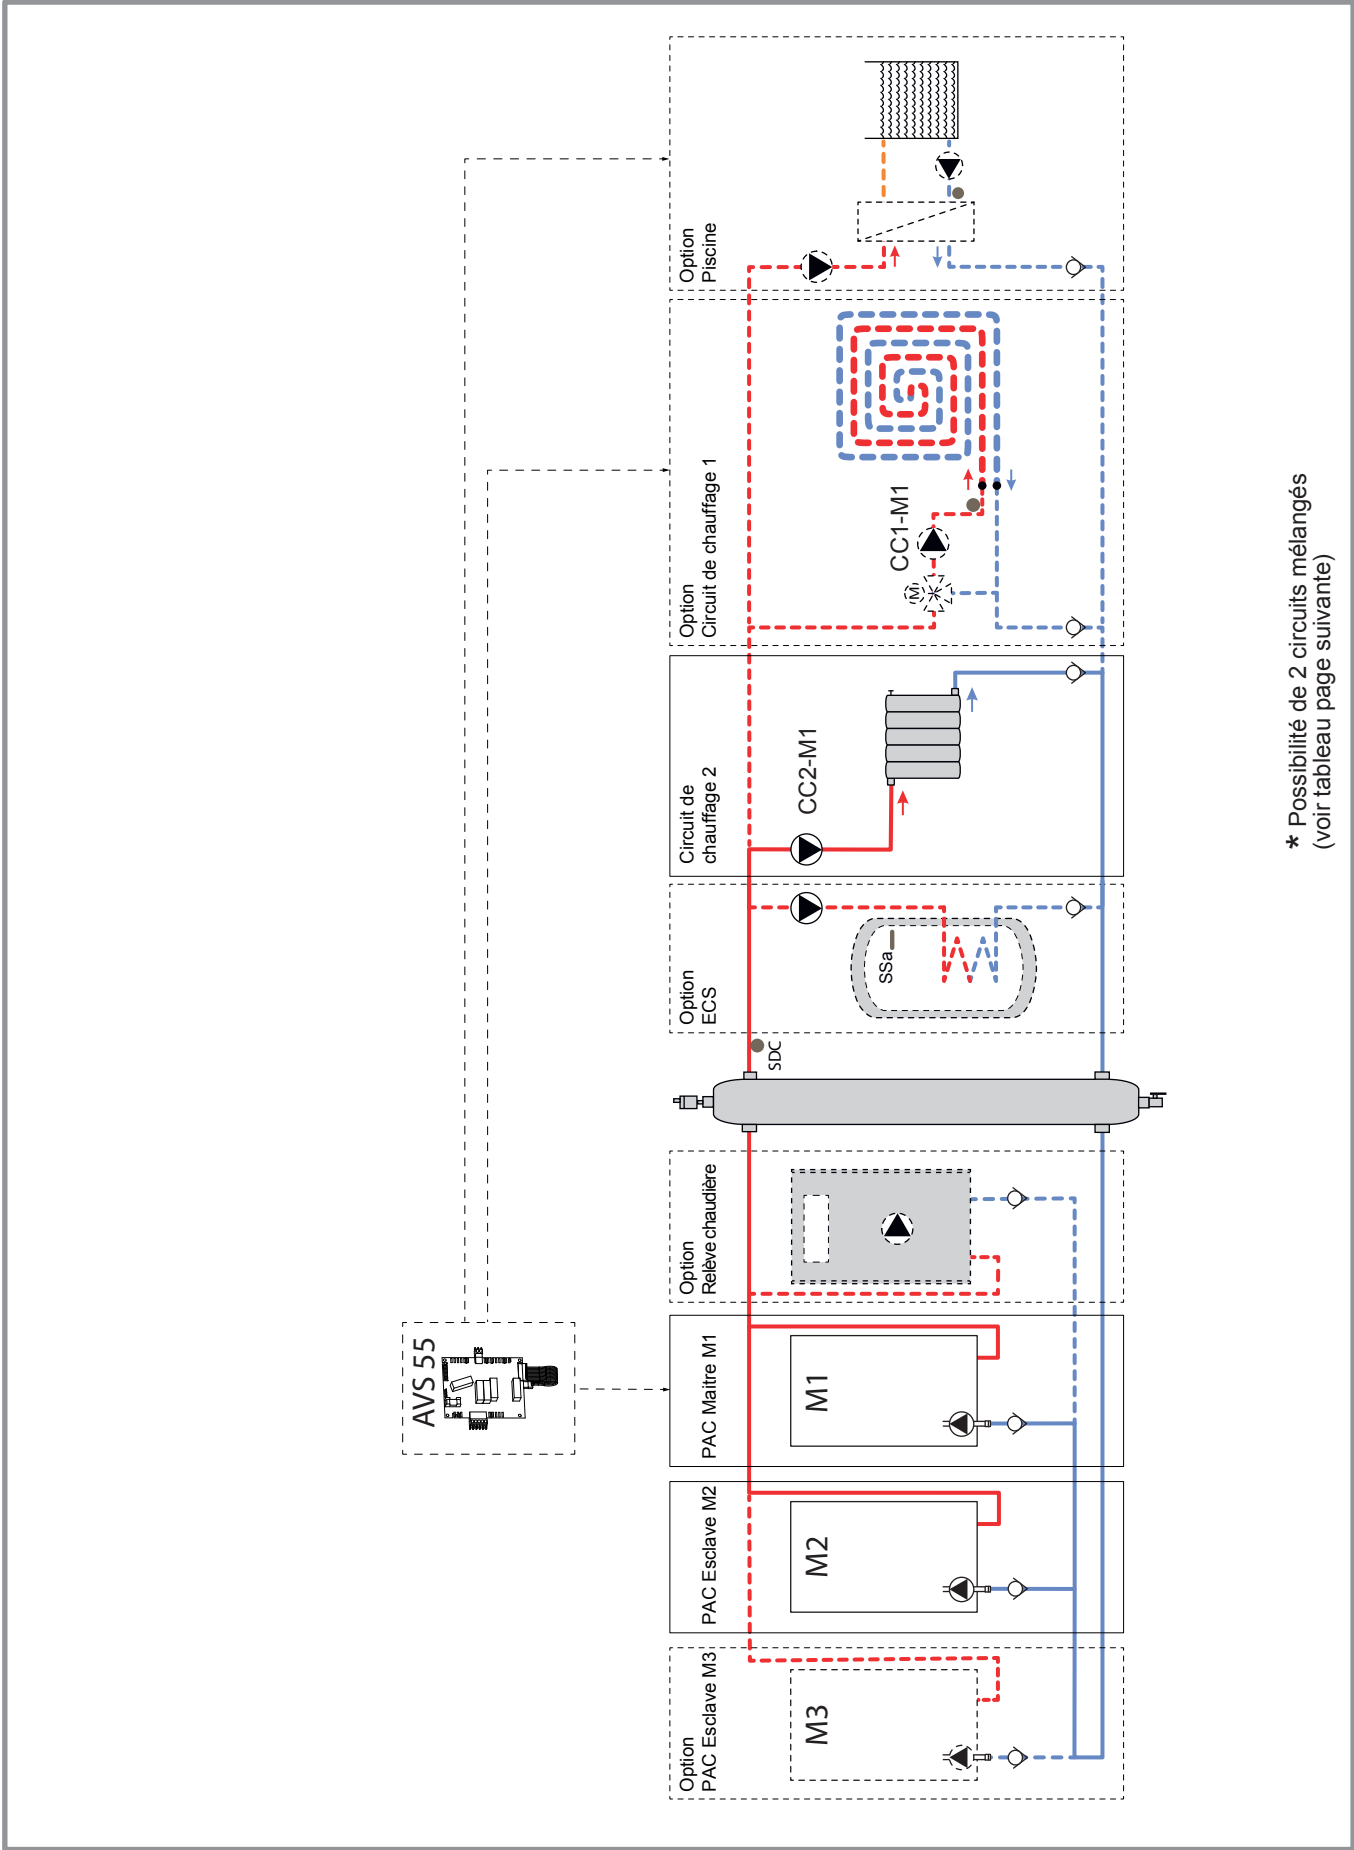 AVS 55
Option
PAC Esclave M3
M3
PAC Esclave M2
M2
PAC Maitre M1
M1
Option
Relève chaudière
SDC
Option
ECS
SSa
Circuit de
chauffage 2
CC2-M1
Option
Circuit de chauffage 1
CC1-M1
M
Option
Piscine
* Possibilité de 2 circuits mélangés
(voir tableau page suivante)